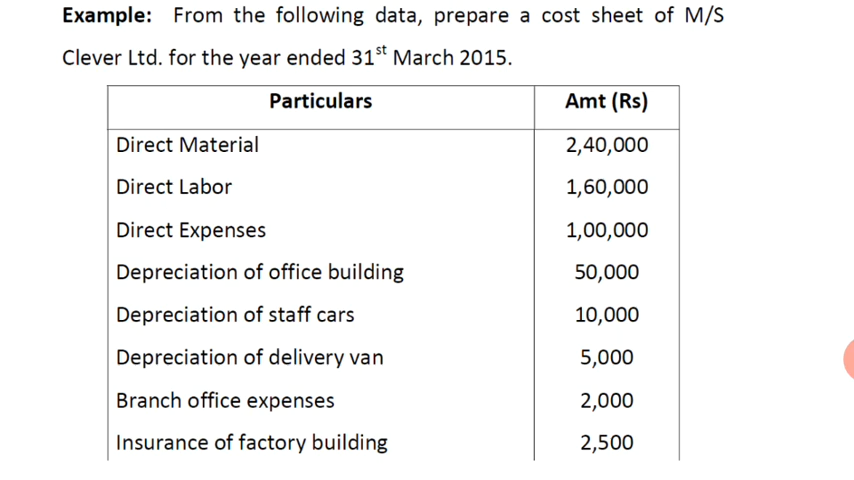 Example: From the following data, prepare a cost sheet of M/S
Clever Ltd. for the year ended 31st March 2015.
Particulars Amt (Rs)
Direct Material 2,40,000
Direct Labor 1,60,000
Direct Expenses 1,00,000
Depreciation of office building 50,000
Depreciation of staff cars 10,000
Depreciation of delivery van 5,000
Branch office expenses 2,000
Insurance of factory building 2,500